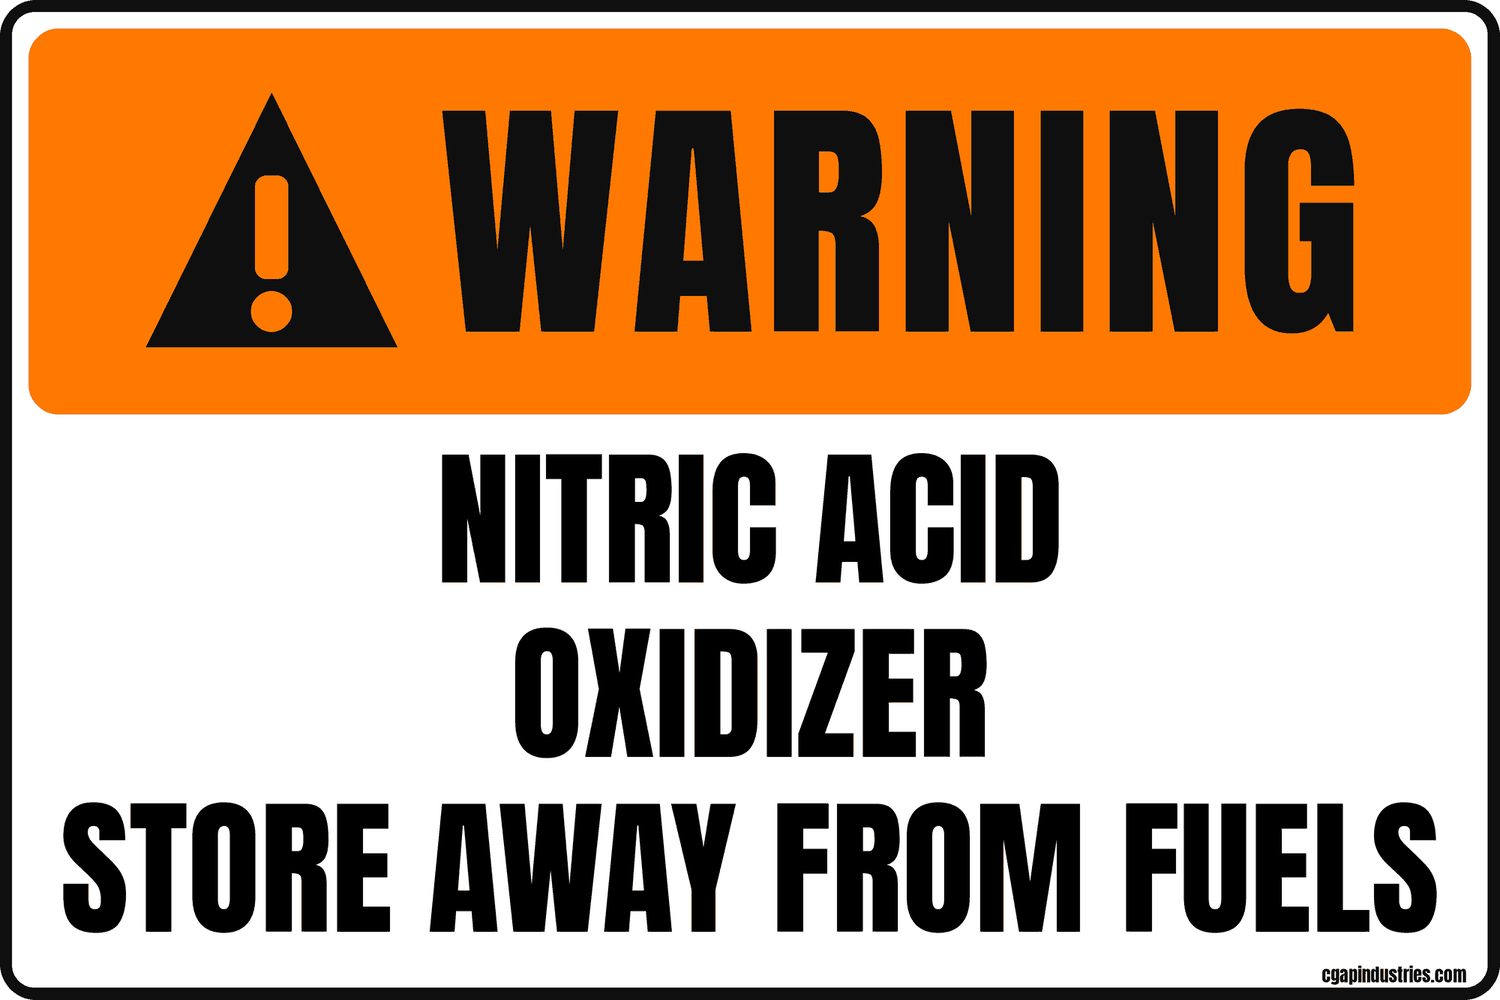 WARNING
NITRIC ACID
OXIDIZER
STORE AWAY FROM FUELS
cgapindustries.com